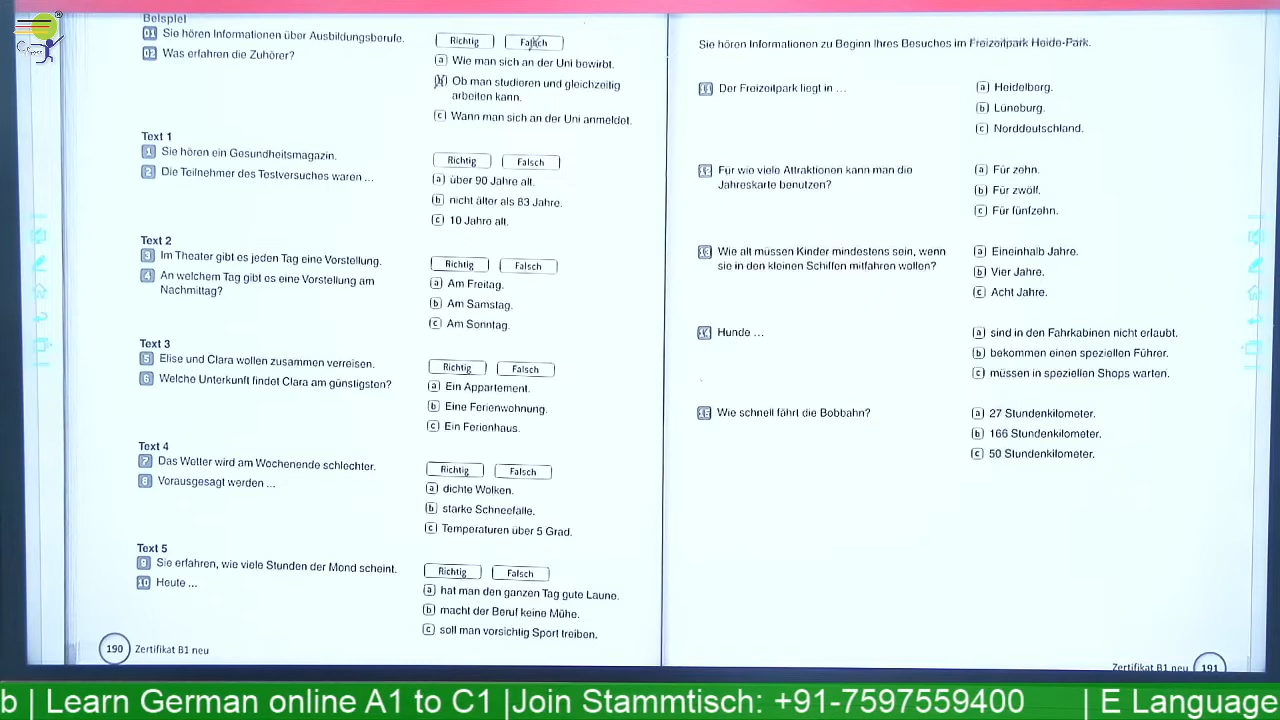 Beispiel
01 Sie hören Informationen über Ausbildungsberufe.
Richtig Falsch
02 Was erfahren die Zuhörer?
a Wie man sich an der Uni bewirbt.
b Ob man studieren und gleichzeitig
arbeiten kann.
c Wann man sich an der Uni anmeldet.
Text 1
1 Sie hören ein Gesundheitsmagazin.
Richtig Falsch
2 Die Teilnehmer des Testversuches waren ...
a über 90 Jahre alt.
b nicht älter als 83 Jahre.
c 10 Jahre alt.
Text 2
3 Im Theater gibt es jeden Tag eine Vorstellung.
Richtig Falsch
4 An welchem Tag gibt es eine Vorstellung am
Nachmittag?
a Am Freitag.
b Am Samstag.
c Am Sonntag.
Text 3
5 Elise und Clara wollen zusammen verreisen.
Richtig Falsch
6 Welche Unterkunft findet Clara am günstigsten?
a Ein Appartement.
b Eine Ferienwohnung.
c Ein Ferienhaus.
Text 4
7 Das Wetter wird am Wochenende schlechter.
Richtig Falsch
8 Vorausgesagt werden ...
a dichte Wolken.
b starke Schneefälle.
c Temperaturen über 5 Grad.
Text 5
9 Sie erfahren, wie viele Stunden der Mond scheint.
Richtig Falsch
10 Heute ...
a hat man den ganzen Tag gute Laune.
b macht der Beruf keine Mühe.
c soll man vorsichtig Sport treiben.
190 Zertifikat B1 neu
Sie hören Informationen zu Beginn Ihres Besuches im Freizeitpark Heide-Park.
Der Freizeitpark liegt in ...
a Heidelberg.
b Lüneburg.
c Norddeutschland.
Für wie viele Attraktionen kann man die
Jahreskarte benutzen?
a Für zehn.
b Für zwölf.
c Für fünfzehn.
Wie alt müssen Kinder mindestens sein, wenn
sie in den kleinen Schiffen mitfahren wollen?
a Eineinhalb Jahre.
b Vier Jahre.
c Acht Jahre.
Hunde ...
a sind in den Fahrkabinen nicht erlaubt.
b bekommen einen speziellen Führer.
c müssen in speziellen Shops warten.
Wie schnell fährt die Bobbahn?
a 27 Stundenkilometer.
b 166 Stundenkilometer.
c 50 Stundenkilometer.
Zertifikat B1 neu 191
b | Learn German online A1 to C1 |Join Stammtisch: +91-7597559400 | E Language